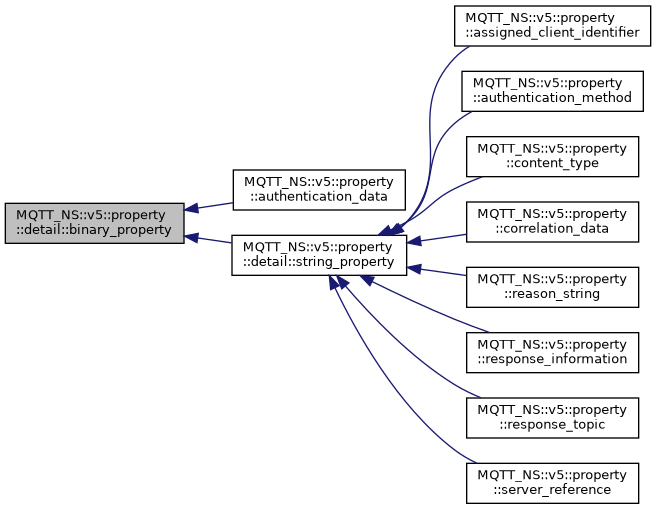 MQTT_NS::v5::property
::assigned_client_identifier
MQTT_NS::v5::property
::authentication_method
MQTT_NS::v5::property
::content_type
MQTT_NS::v5::property
::authentication_data
MQTT_NS::v5::property
::detail::binary_property
MQTT_NS::v5::property
::correlation_data
MQTT_NS::v5::property
::detail::string_property
MQTT_NS::v5::property
::reason_string
MQTT_NS::v5::property
::response_information
MQTT_NS::v5::property
::response_topic
MQTT_NS::v5::property
::server_reference